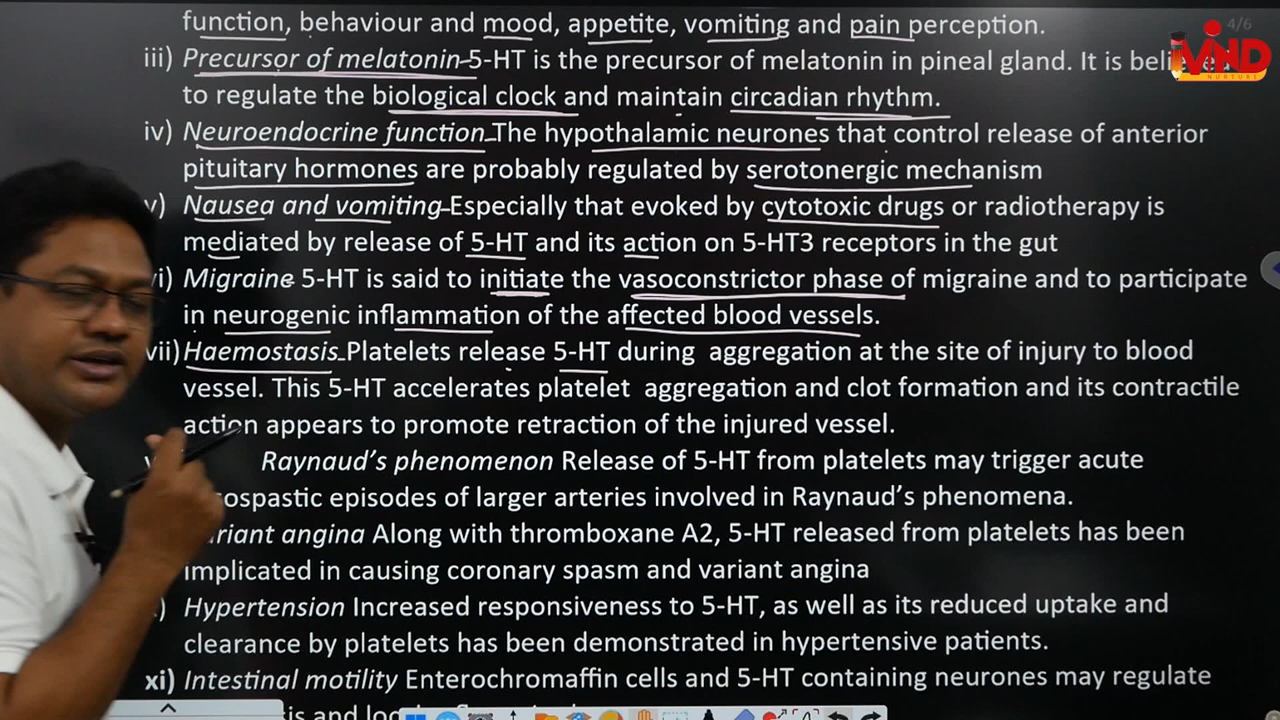 function, behaviour and mood, appetite, vomiting and pain perception.
4/6
iii) Precursor of melatonin 5-HT is the precursor of melatonin in pineal gland. It is
MIND
NURTURE
to regulate the biological clock and maintain circadian rhythm.
iv) Neuroendocrine function The hypothalamic neurones that control release of anterior
pituitary hormones are probably regulated by serotonergic mechanism
v) Nausea and vomiting Especially that evoked by cytotoxic drugs or radiotherapy is
mediated by release of 5-HT and its action on 5-HT3 receptors in the gut
vi) Migraine 5-HT is said to initiate the vasoconstrictor phase of migraine and to participate
in neurogenic inflammation of the affected blood vessels.
vii) Haemostasis Platelets release 5-HT during aggregation at the site of injury to blood
vessel. This 5-HT accelerates platelet aggregation and clot formation and its contractile
action appears to promote retraction of the injured vessel.
Raynaud's phenomenon Release of 5-HT from platelets may trigger acute
episodes of larger arteries involved in Raynaud's phenomena.
angina Along with thromboxane A2, 5-HT released from platelets has been
implicated in causing coronary spasm and variant angina
Hypertension Increased responsiveness to 5-HT, as well as its reduced uptake and
clearance by platelets has been demonstrated in hypertensive patients.
xi) Intestinal motility Enterochromaffin cells and 5-HT containing neurones may regulate
and